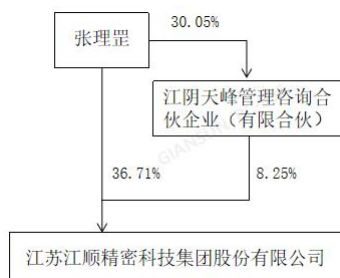 张理罡
30.05%
江阴天峰管理咨询合
伙企业（有限合伙）
36.71%
8.25%
江苏江顺精密科技集团股份有限公司